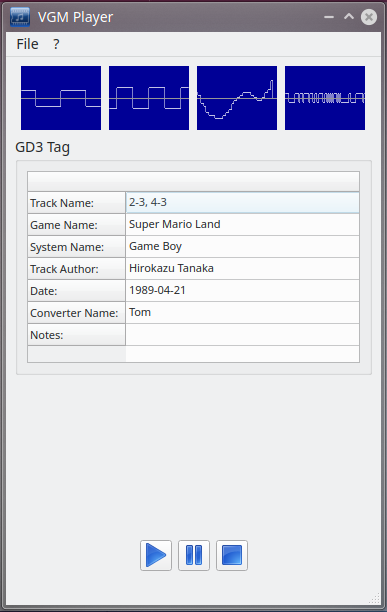 VGM Player
File ?
GD3 Tag
Track Name: 2-3, 4-3
Game Name: Super Mario Land
System Name: Game Boy
Track Author: Hirokazu Tanaka
Date: 1989-04-21
Converter Name: Tom
Notes: